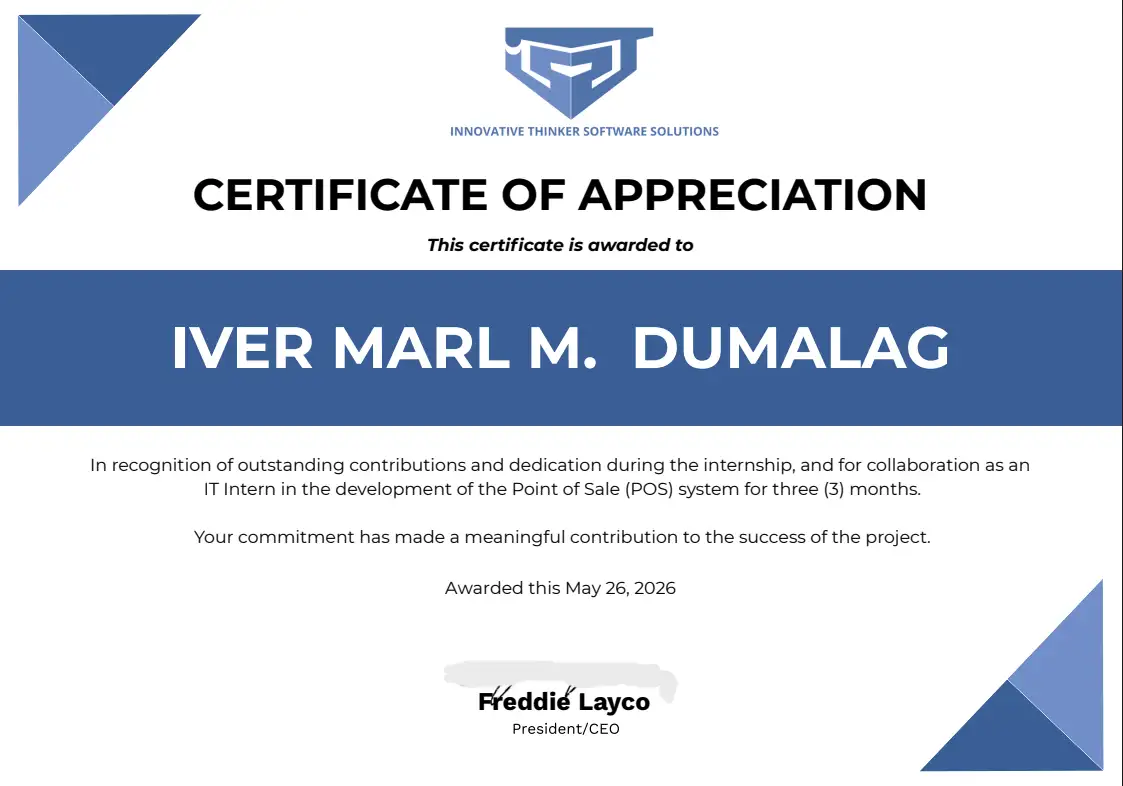 INNOVATIVE THINKER SOFTWARE SOLUTIONS
CERTIFICATE OF APPRECIATION
This certificate is awarded to
IVER MARL M. DUMALAG
In recognition of outstanding contributions and dedication during the internship, and for collaboration as an
IT Intern in the development of the Point of Sale (POS) system for three (3) months.
Your commitment has made a meaningful contribution to the success of the project.
Awarded this May 26, 2026
Freddie Layco
President/CEO